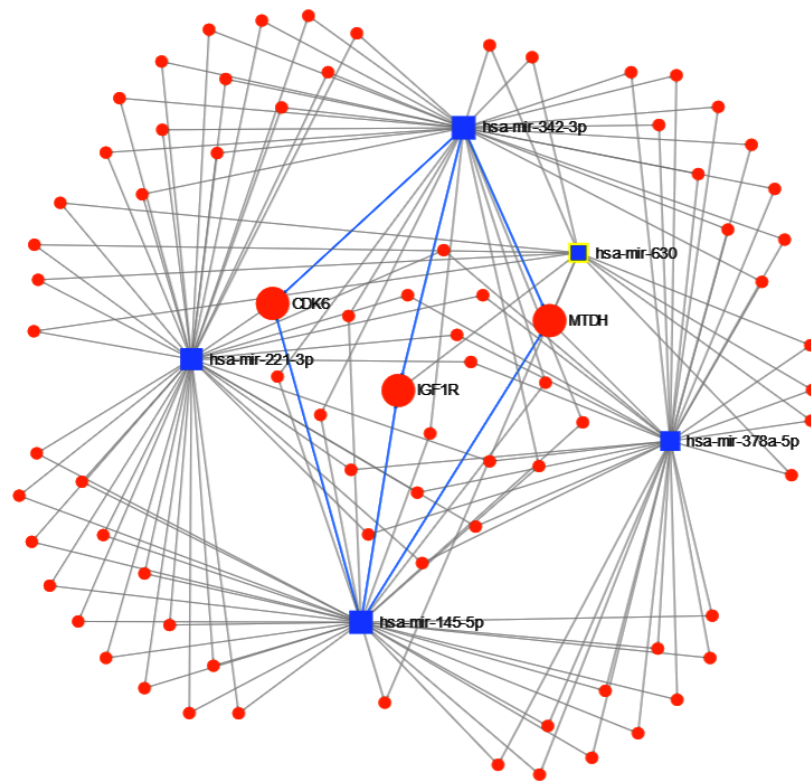 hsa-mir-342-3p
hsa-mir-630
CDK6
MTDH
hsa-mir-221-3p
IGF1R
hsa-mir-378a-5p
hsa-mir-145-5p